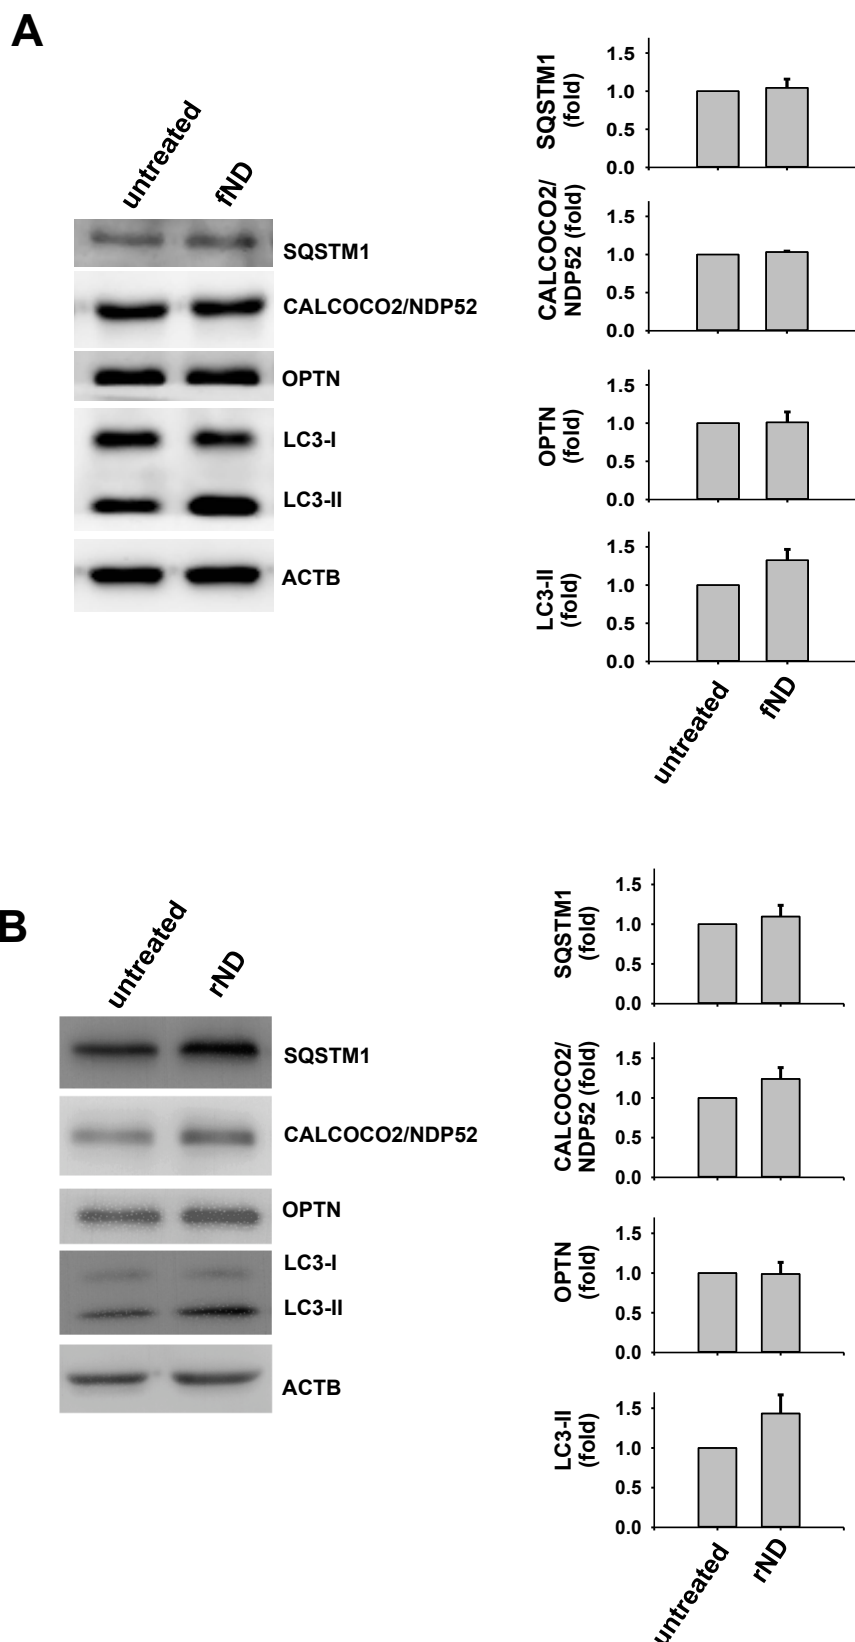 A
untreated
fND
SQSTM1
CALCOCO2/NDP52
OPTN
LC3-I
LC3-II
ACTB
SQSTM1
(fold)
1.5
1.0
0.5
0.0
CALCOCO2/
NDP52 (fold)
1.5
1.0
0.5
0.0
OPTN
(fold)
1.5
1.0
0.5
0.0
LC3-II
(fold)
1.5
1.0
0.5
0.0
untreated
fND
B
untreated
rND
SQSTM1
CALCOCO2/NDP52
OPTN
LC3-I
LC3-II
ACTB
SQSTM1
(fold)
1.5
1.0
0.5
0.0
CALCOCO2/
NDP52 (fold)
1.5
1.0
0.5
0.0
OPTN
(fold)
1.5
1.0
0.5
0.0
LC3-II
(fold)
1.5
1.0
0.5
0.0
untreated
rND